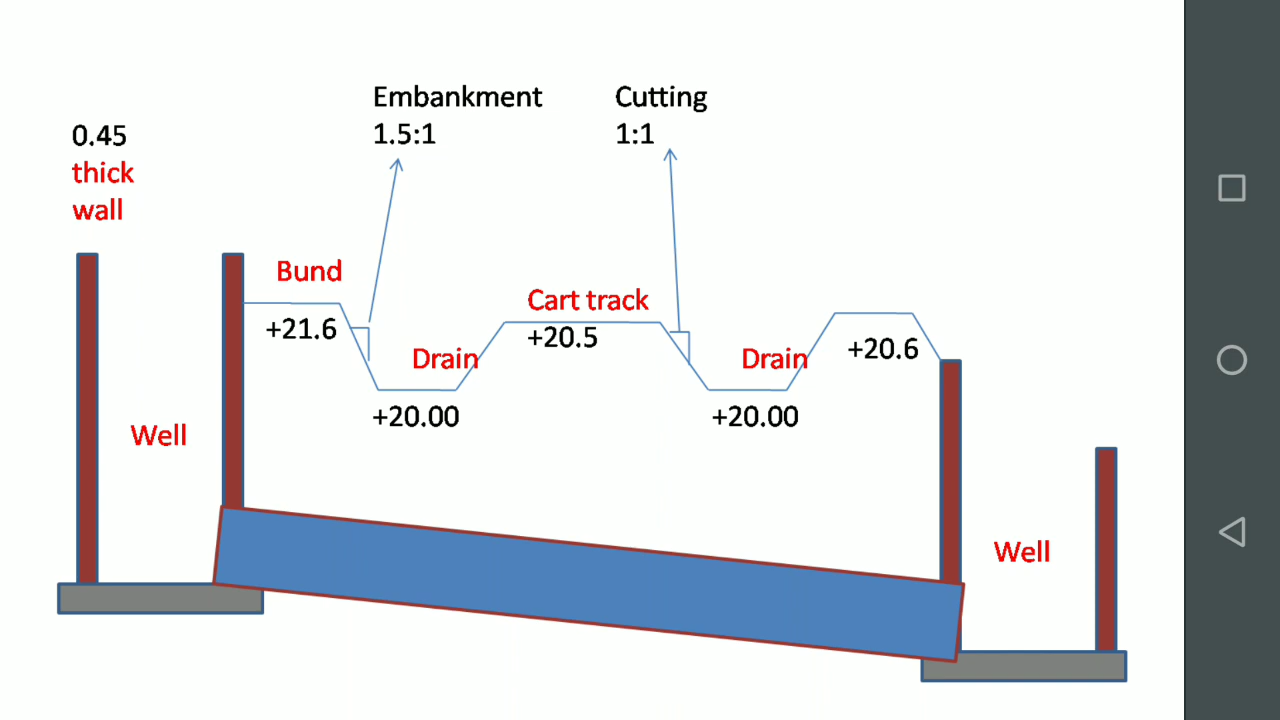 Embankment
1.5:1
Cutting
1:1
0.45
thick
wall
Bund
+21.6
Cart track
+20.5
Drain
+20.00
Drain
+20.00
+20.6
Well
Well